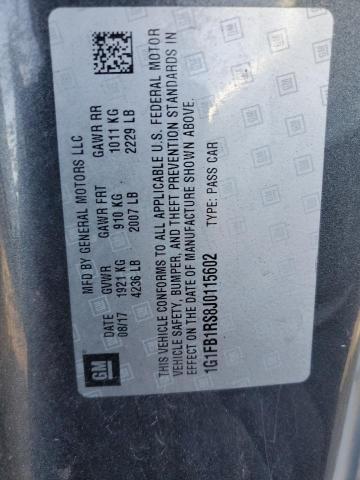 MFD BY GENERAL MOTORS LLC
DATE GVWR GAWR FRT GAWR RR
08/17 1921 KG 910 KG 1011 KG
4236 LB 2007 LB 2229 LB
THIS VEHICLE CONFORMS TO ALL APPLICABLE U.S. FEDERAL MOTOR
VEHICLE SAFETY, BUMPER, AND THEFT PREVENTION STANDARDS IN
EFFECT ON THE DATE OF MANUFACTURE SHOWN ABOVE.
1G1FB1RS8J0115602 TYPE: PASS CAR
GM